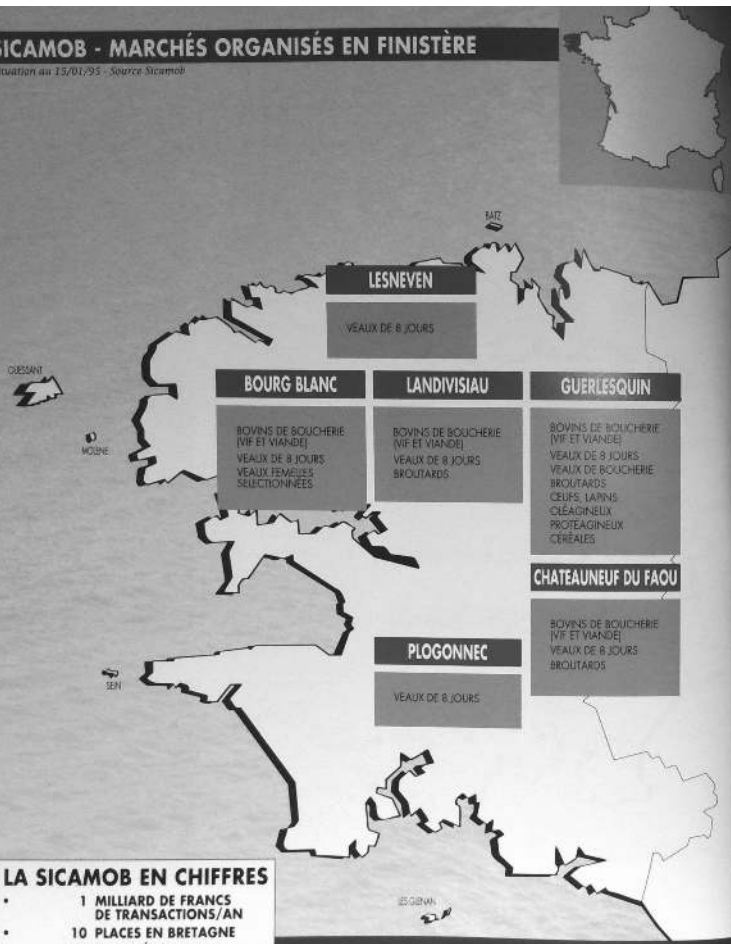 SICAMOB - MARCHÉS ORGANISÉS EN FINISTÈRE
Situation au 15/01/95 - Source Sicamob
BATZ
LESNEVEN
VEAUX DE 8 JOURS
OUESSANT
MOLENE
BOURG BLANC
BOVINS DE BOUCHERIE
(VIF ET VIANDE)
VEAUX DE 8 JOURS
VEAUX FEMELLES
SELECTIONNÉES
LANDIVISIAU
BOVINS DE BOUCHERIE
(VIF ET VIANDE)
VEAUX DE 8 JOURS
BROUTARDS
GUERLESQUIN
BOVINS DE BOUCHERIE
(VIF ET VIANDE)
VEAUX DE 8 JOURS
VEAUX DE BOUCHERIE
BROUTARDS
ŒUFS, LAPINS
OLÉAGINEUX
PROTÉAGINEUX
CÉRÉALES
CHATEAUNEUF DU FAOU
BOVINS DE BOUCHERIE
(VIF ET VIANDE)
VEAUX DE 8 JOURS
BROUTARDS
PLOGONNEC
VEAUX DE 8 JOURS
SEIN
LES GLENAN
LA SICAMOB EN CHIFFRES
• 1 MILLIARD DE FRANCS
DE TRANSACTIONS/AN
• 10 PLACES EN BRETAGNE